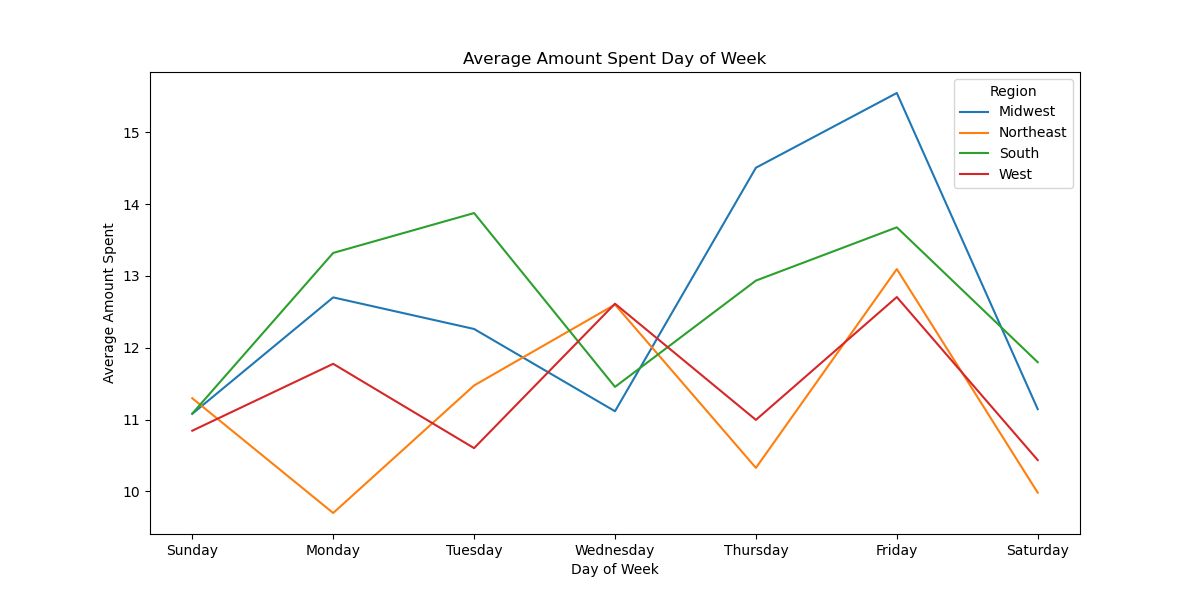 Average Amount Spent Day of Week
Region
Midwest
Northeast
South
West
Average Amount Spent
15
14
13
12
11
10
Sunday Monday Tuesday Wednesday Thursday Friday Saturday
Day of Week